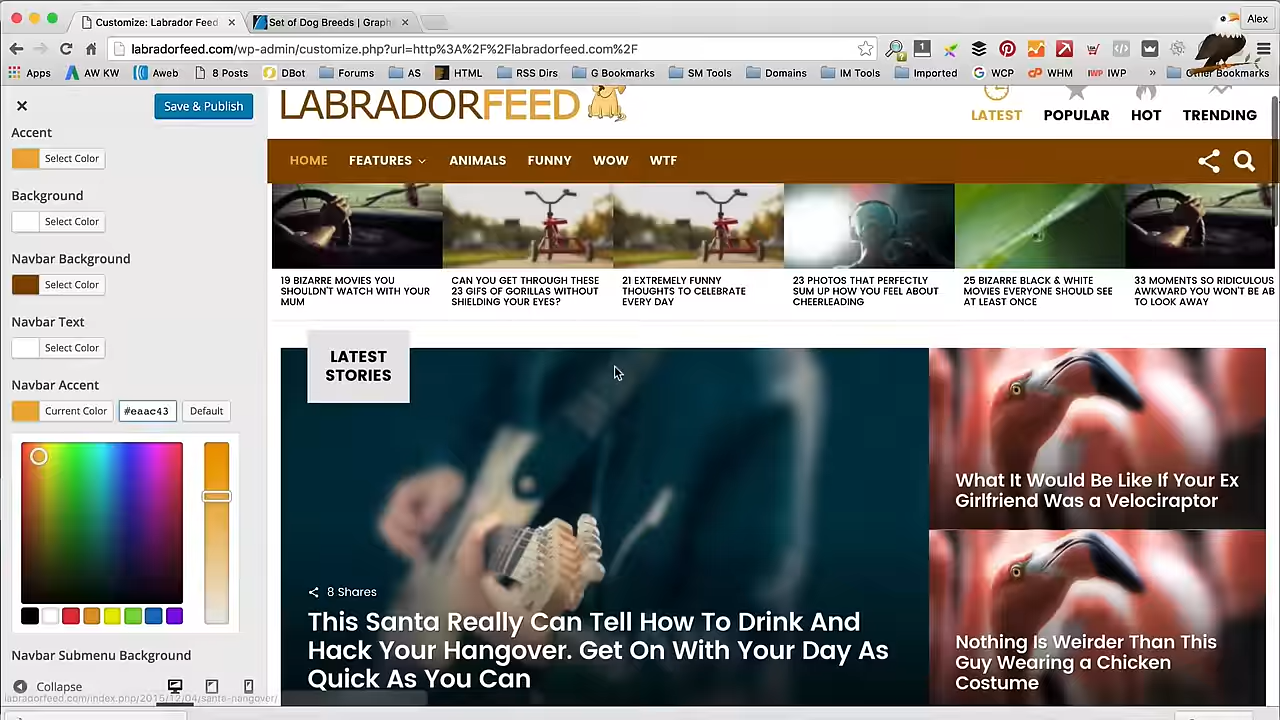 Customize: Labrador Feed
Set of Dog Breeds | Graph
Alex
labradorfeed.com/wp-admin/customize.php?url=http%3A%2F%2Flabradorfeed.com%2F
Apps
AW KW
Aweb
8 Posts
DBot
Forums
AS
HTML
RSS Dirs
G Bookmarks
SM Tools
Domains
IM Tools
Imported
WCP
WHM
IWP
»
Other Bookmarks
Save & Publish
Accent
Select Color
Background
Select Color
Navbar Background
Select Color
Navbar Text
Select Color
Navbar Accent
Current Color
#eaac43
Default
Navbar Submenu Background
Collapse
labradorfeed.com/index.php/2015/12/04/santa-hangover/
LABRADORFEED
LATEST
POPULAR
HOT
TRENDING
HOME
FEATURES
ANIMALS
FUNNY
WOW
WTF
19 BIZARRE MOVIES YOU
SHOULDN'T WATCH WITH YOUR
MUM
CAN YOU GET THROUGH THESE
23 GIFS OF GORILLAS WITHOUT
SHIELDING YOUR EYES?
21 EXTREMELY FUNNY
THOUGHTS TO CELEBRATE
EVERY DAY
23 PHOTOS THAT PERFECTLY
SUM UP HOW YOU FEEL ABOUT
CHEERLEADING
25 BIZARRE BLACK & WHITE
MOVIES EVERYONE SHOULD SEE
AT LEAST ONCE
33 MOMENTS SO RIDICULOUS
AWKWARD YOU WON'T BE AB
TO LOOK AWAY
LATEST
STORIES
8 Shares
This Santa Really Can Tell How To Drink And
Hack Your Hangover. Get On With Your Day As
Quick As You Can
What It Would Be Like If Your Ex
Girlfriend Was a Velociraptor
Nothing Is Weirder Than This
Guy Wearing a Chicken
Costume